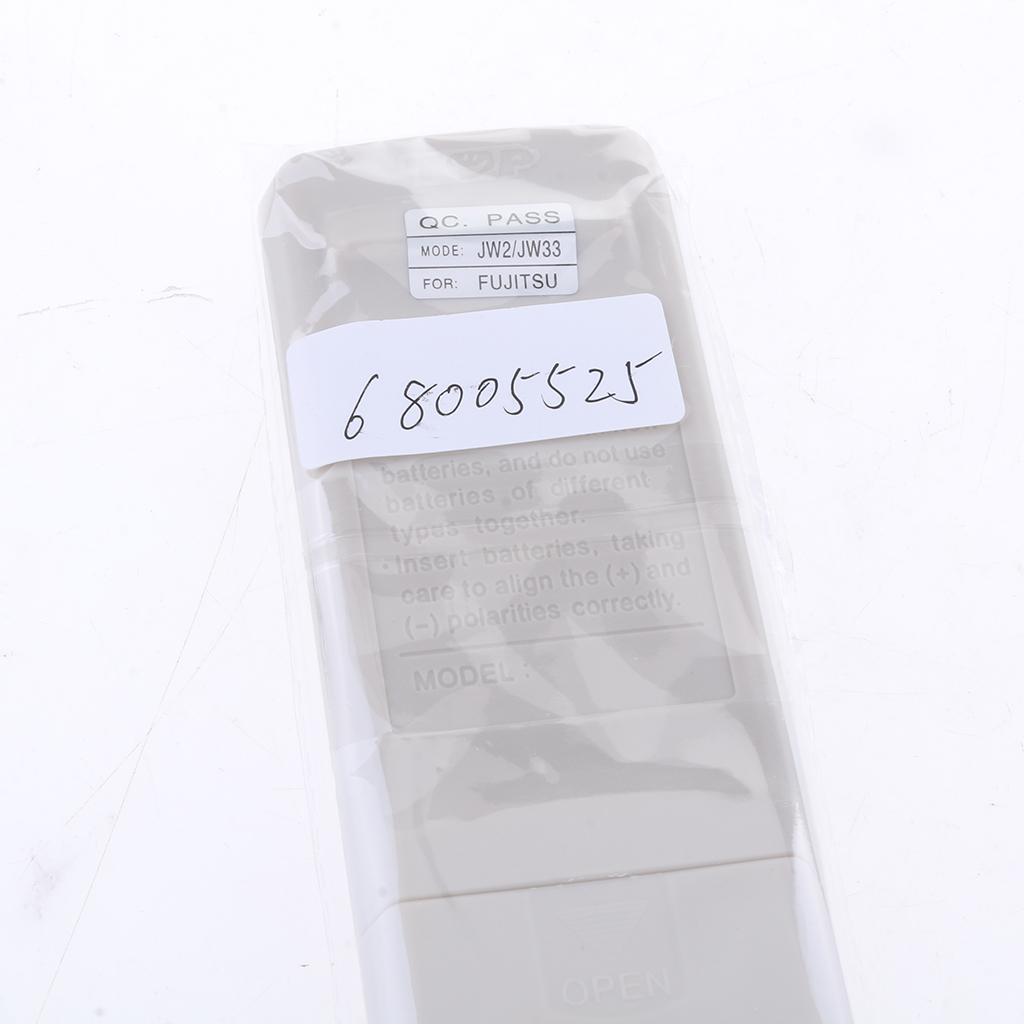 QC. PASS
MODE: JW2/JW33
FOR: FUJITSU
68005525
batteries, and do not use
batteries of different
types together.
·Insert batteries, taking
care to align the (+) and
(−) polarities correctly.
MODEL :
OPEN